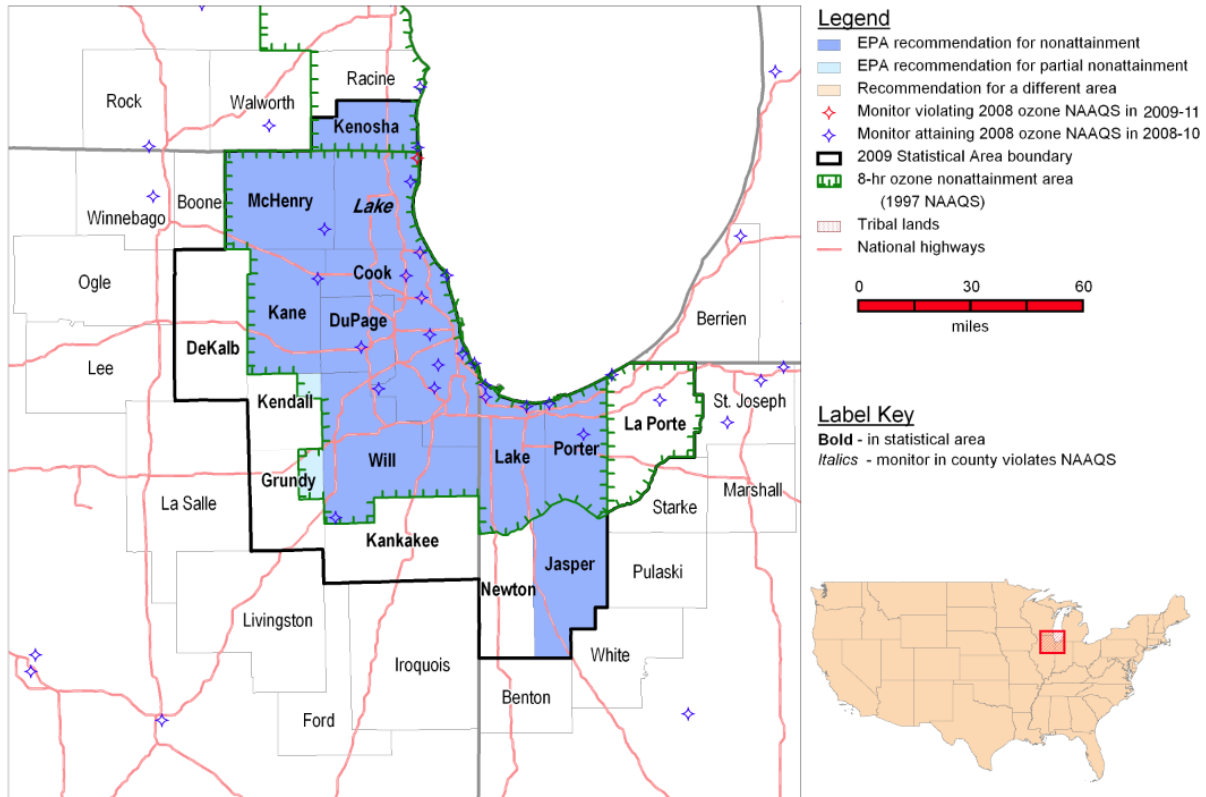 Racine
Rock
Walworth
Kenosha
McHenry
Lake
Boone
Winnebago
Ogle
Cook
Kane
DuPage
Berrien
DeKalb
Lee
Kendall
La Porte
St. Joseph
Will
Lake
Porter
Grundy
La Salle
Marshall
Starke
Kankakee
Jasper
Pulaski
Newton
Livingston
White
Iroquois
Benton
Ford
Legend
EPA recommendation for nonattainment
EPA recommendation for partial nonattainment
Recommendation for a different area
Monitor violating 2008 ozone NAAQS in 2009-11
Monitor attaining 2008 ozone NAAQS in 2008-10
2009 Statistical Area boundary
8-hr ozone nonattainment area
(1997 NAAQS)
Tribal lands
National highways
0 30 60
miles
Label Key
Bold - in statistical area
Italics - monitor in county violates NAAQS